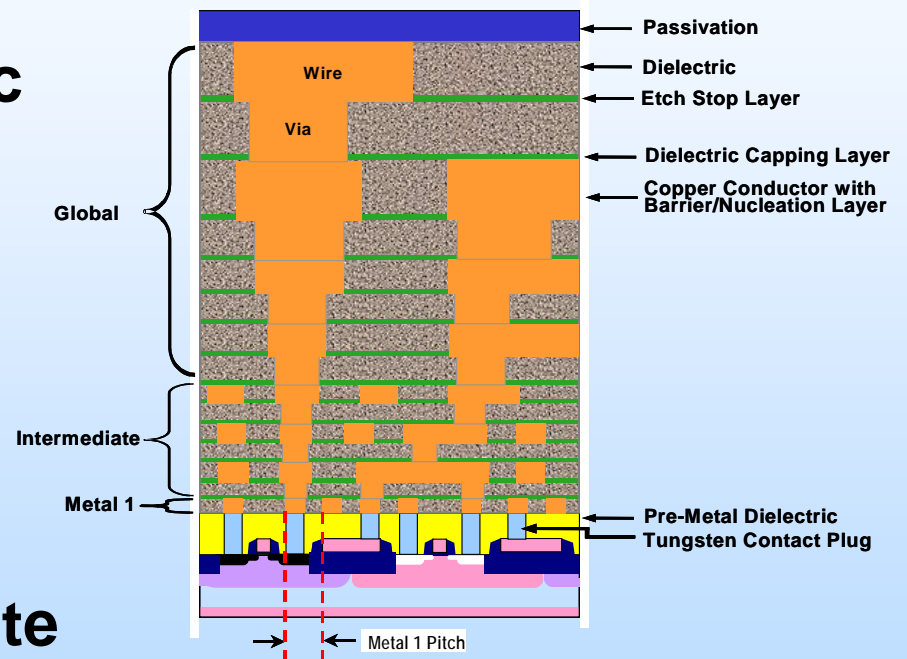 Passivation
c
Wire
Dielectric
Etch Stop Layer
Via
Dielectric Capping Layer
Copper Conductor with
Barrier/Nucleation Layer
Global
Intermediate
Metal 1
Pre-Metal Dielectric
Tungsten Contact Plug
te
Metal 1 Pitch